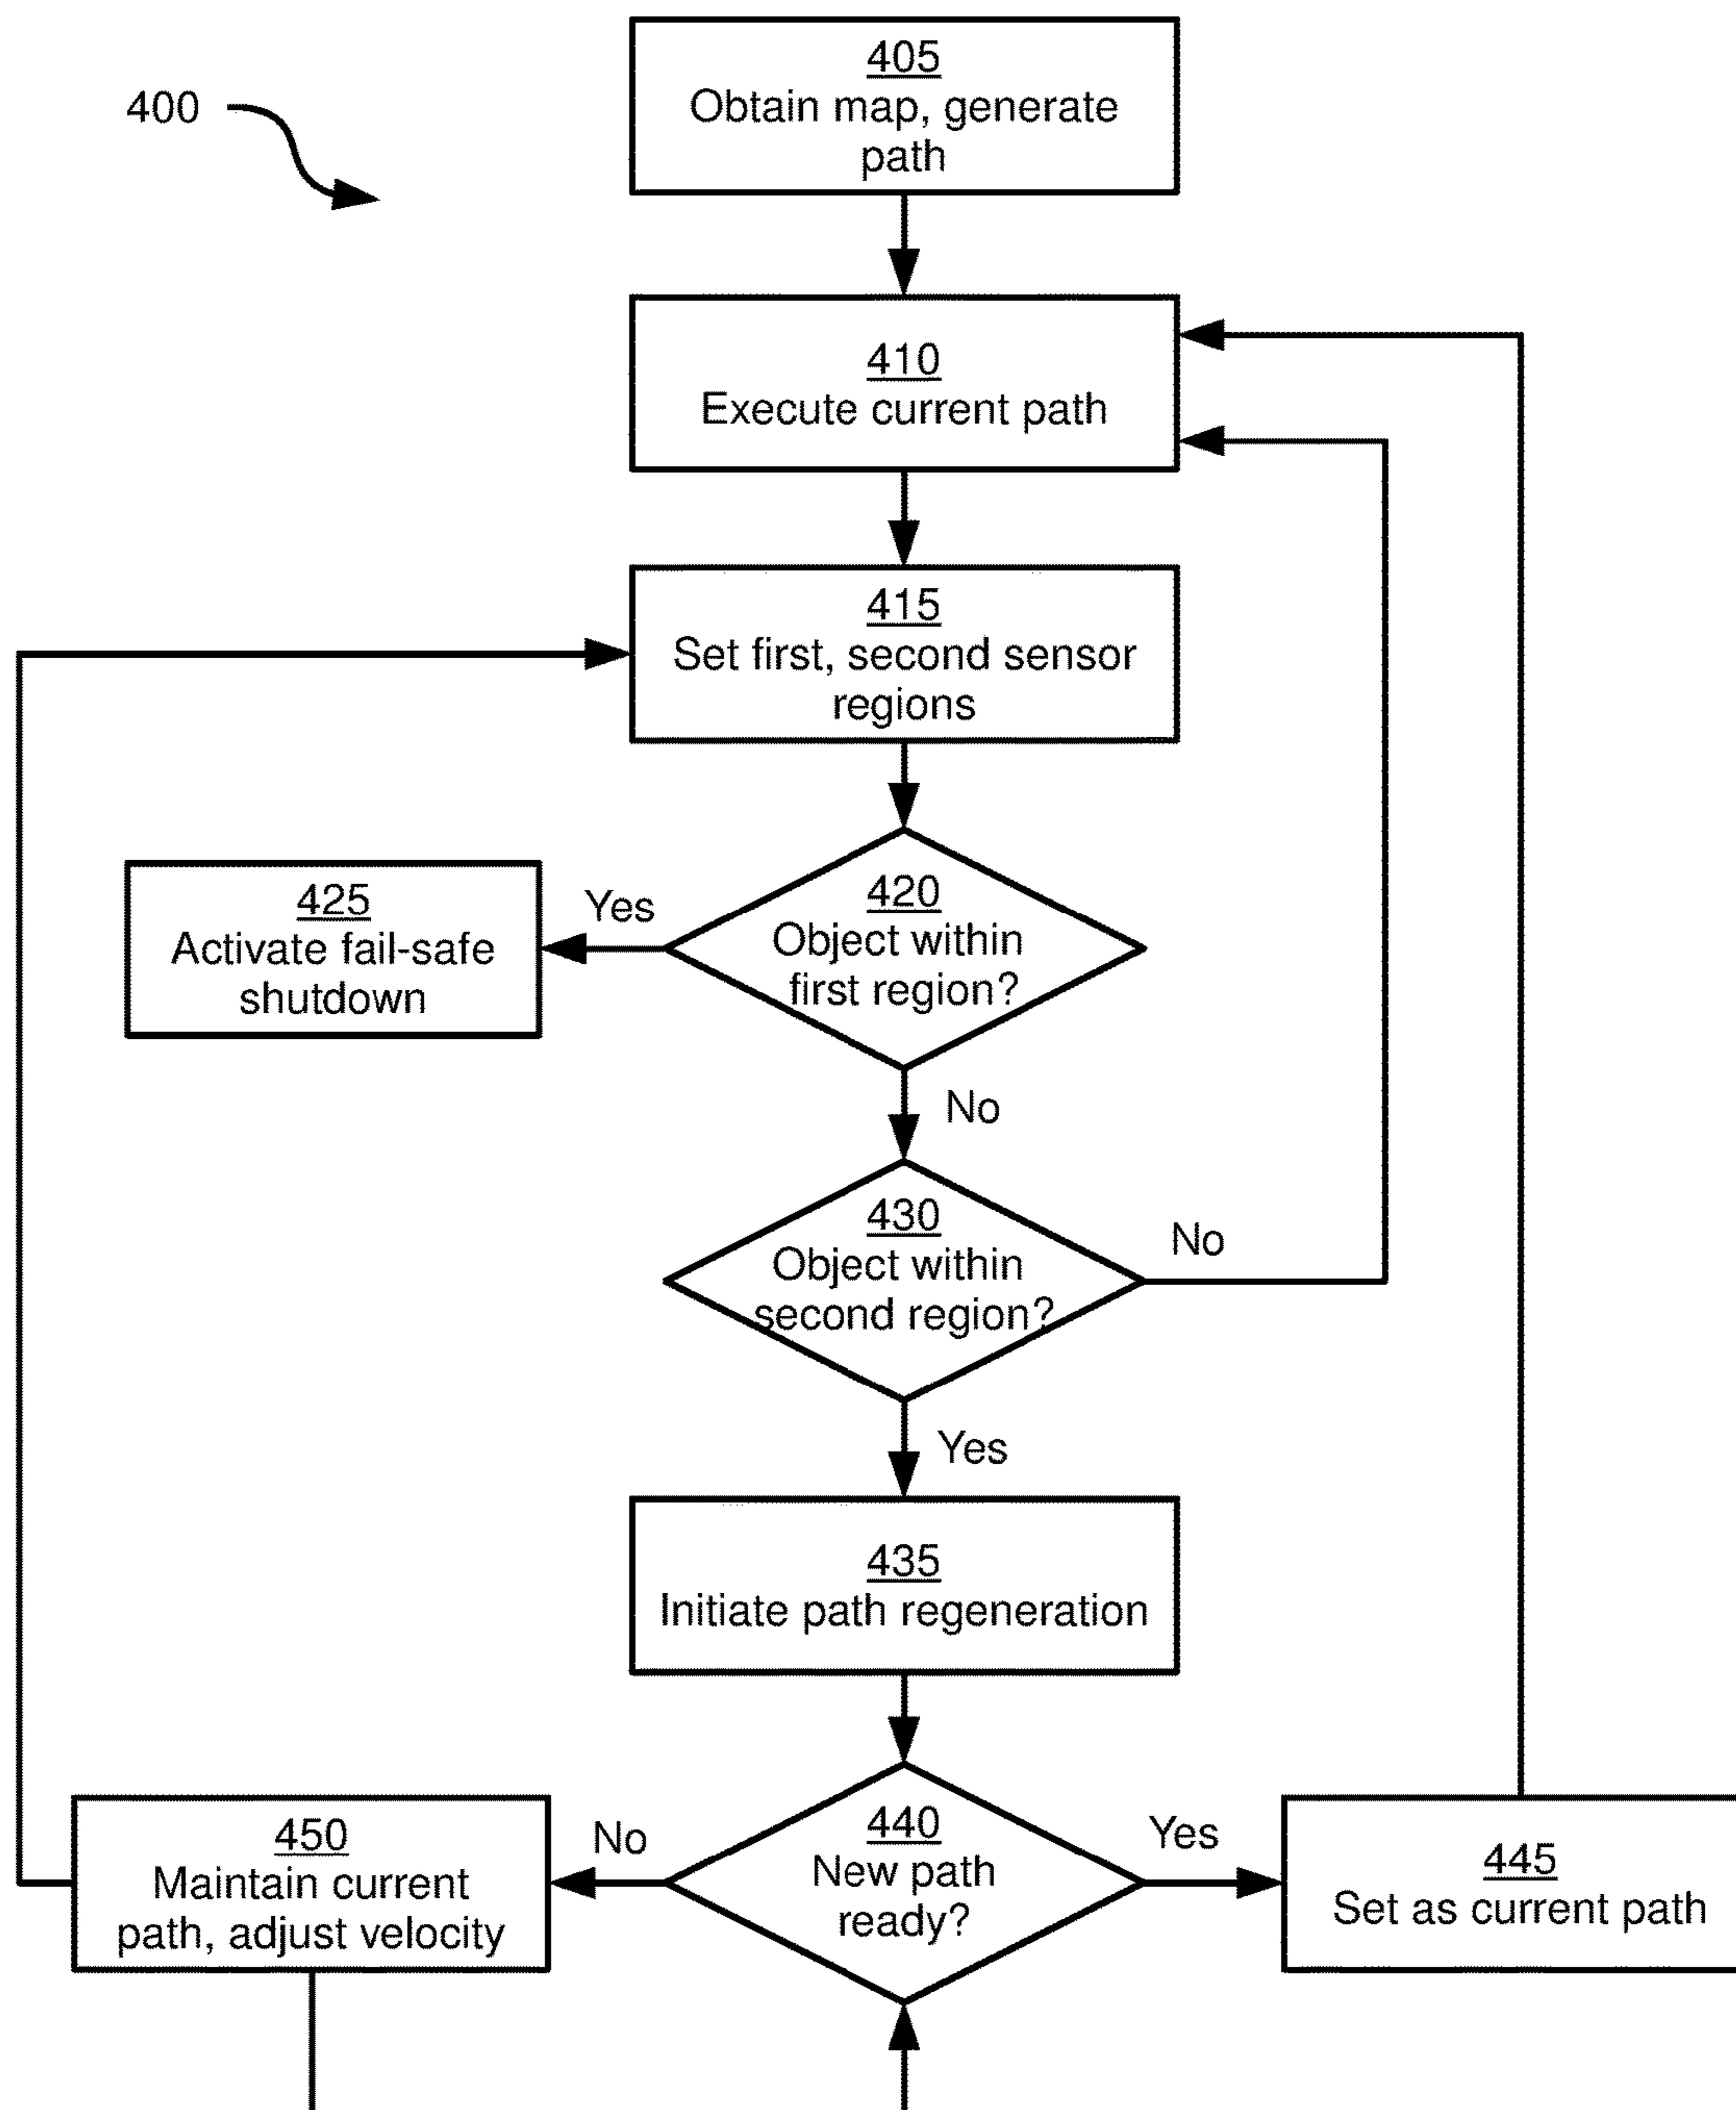 400
405
Obtain map, generate
path
410
Execute current path
415
Set first, second sensor
regions
420
Object within
first region?
Yes
425
Activate fail-safe
shutdown
No
430
Object within
second region?
No
Yes
435
Initiate path regeneration
440
New path
ready?
No
450
Maintain current
path, adjust velocity
Yes
445
Set as current path